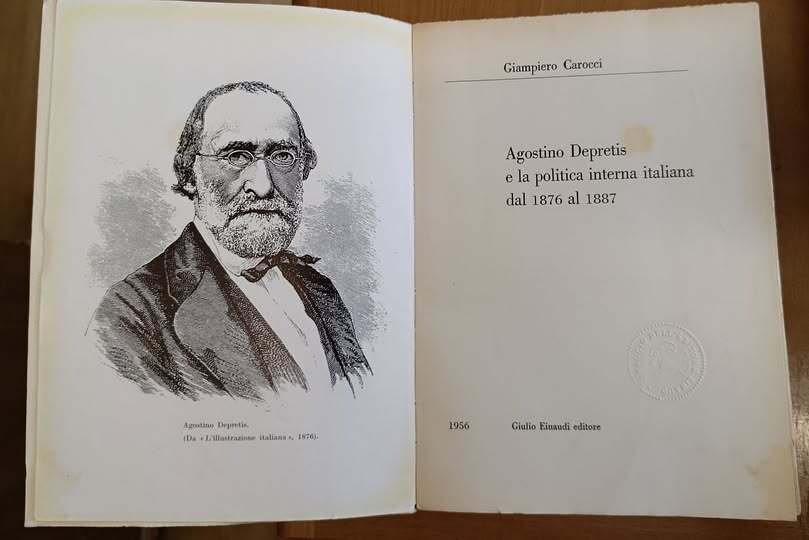 Agostino Depretis.
(Da « L'illustrazione italiana », 1876).
Giampiero Carocci
Agostino Depretis
e la politica interna italiana
dal 1876 al 1887
1956 Giulio Einaudi editore